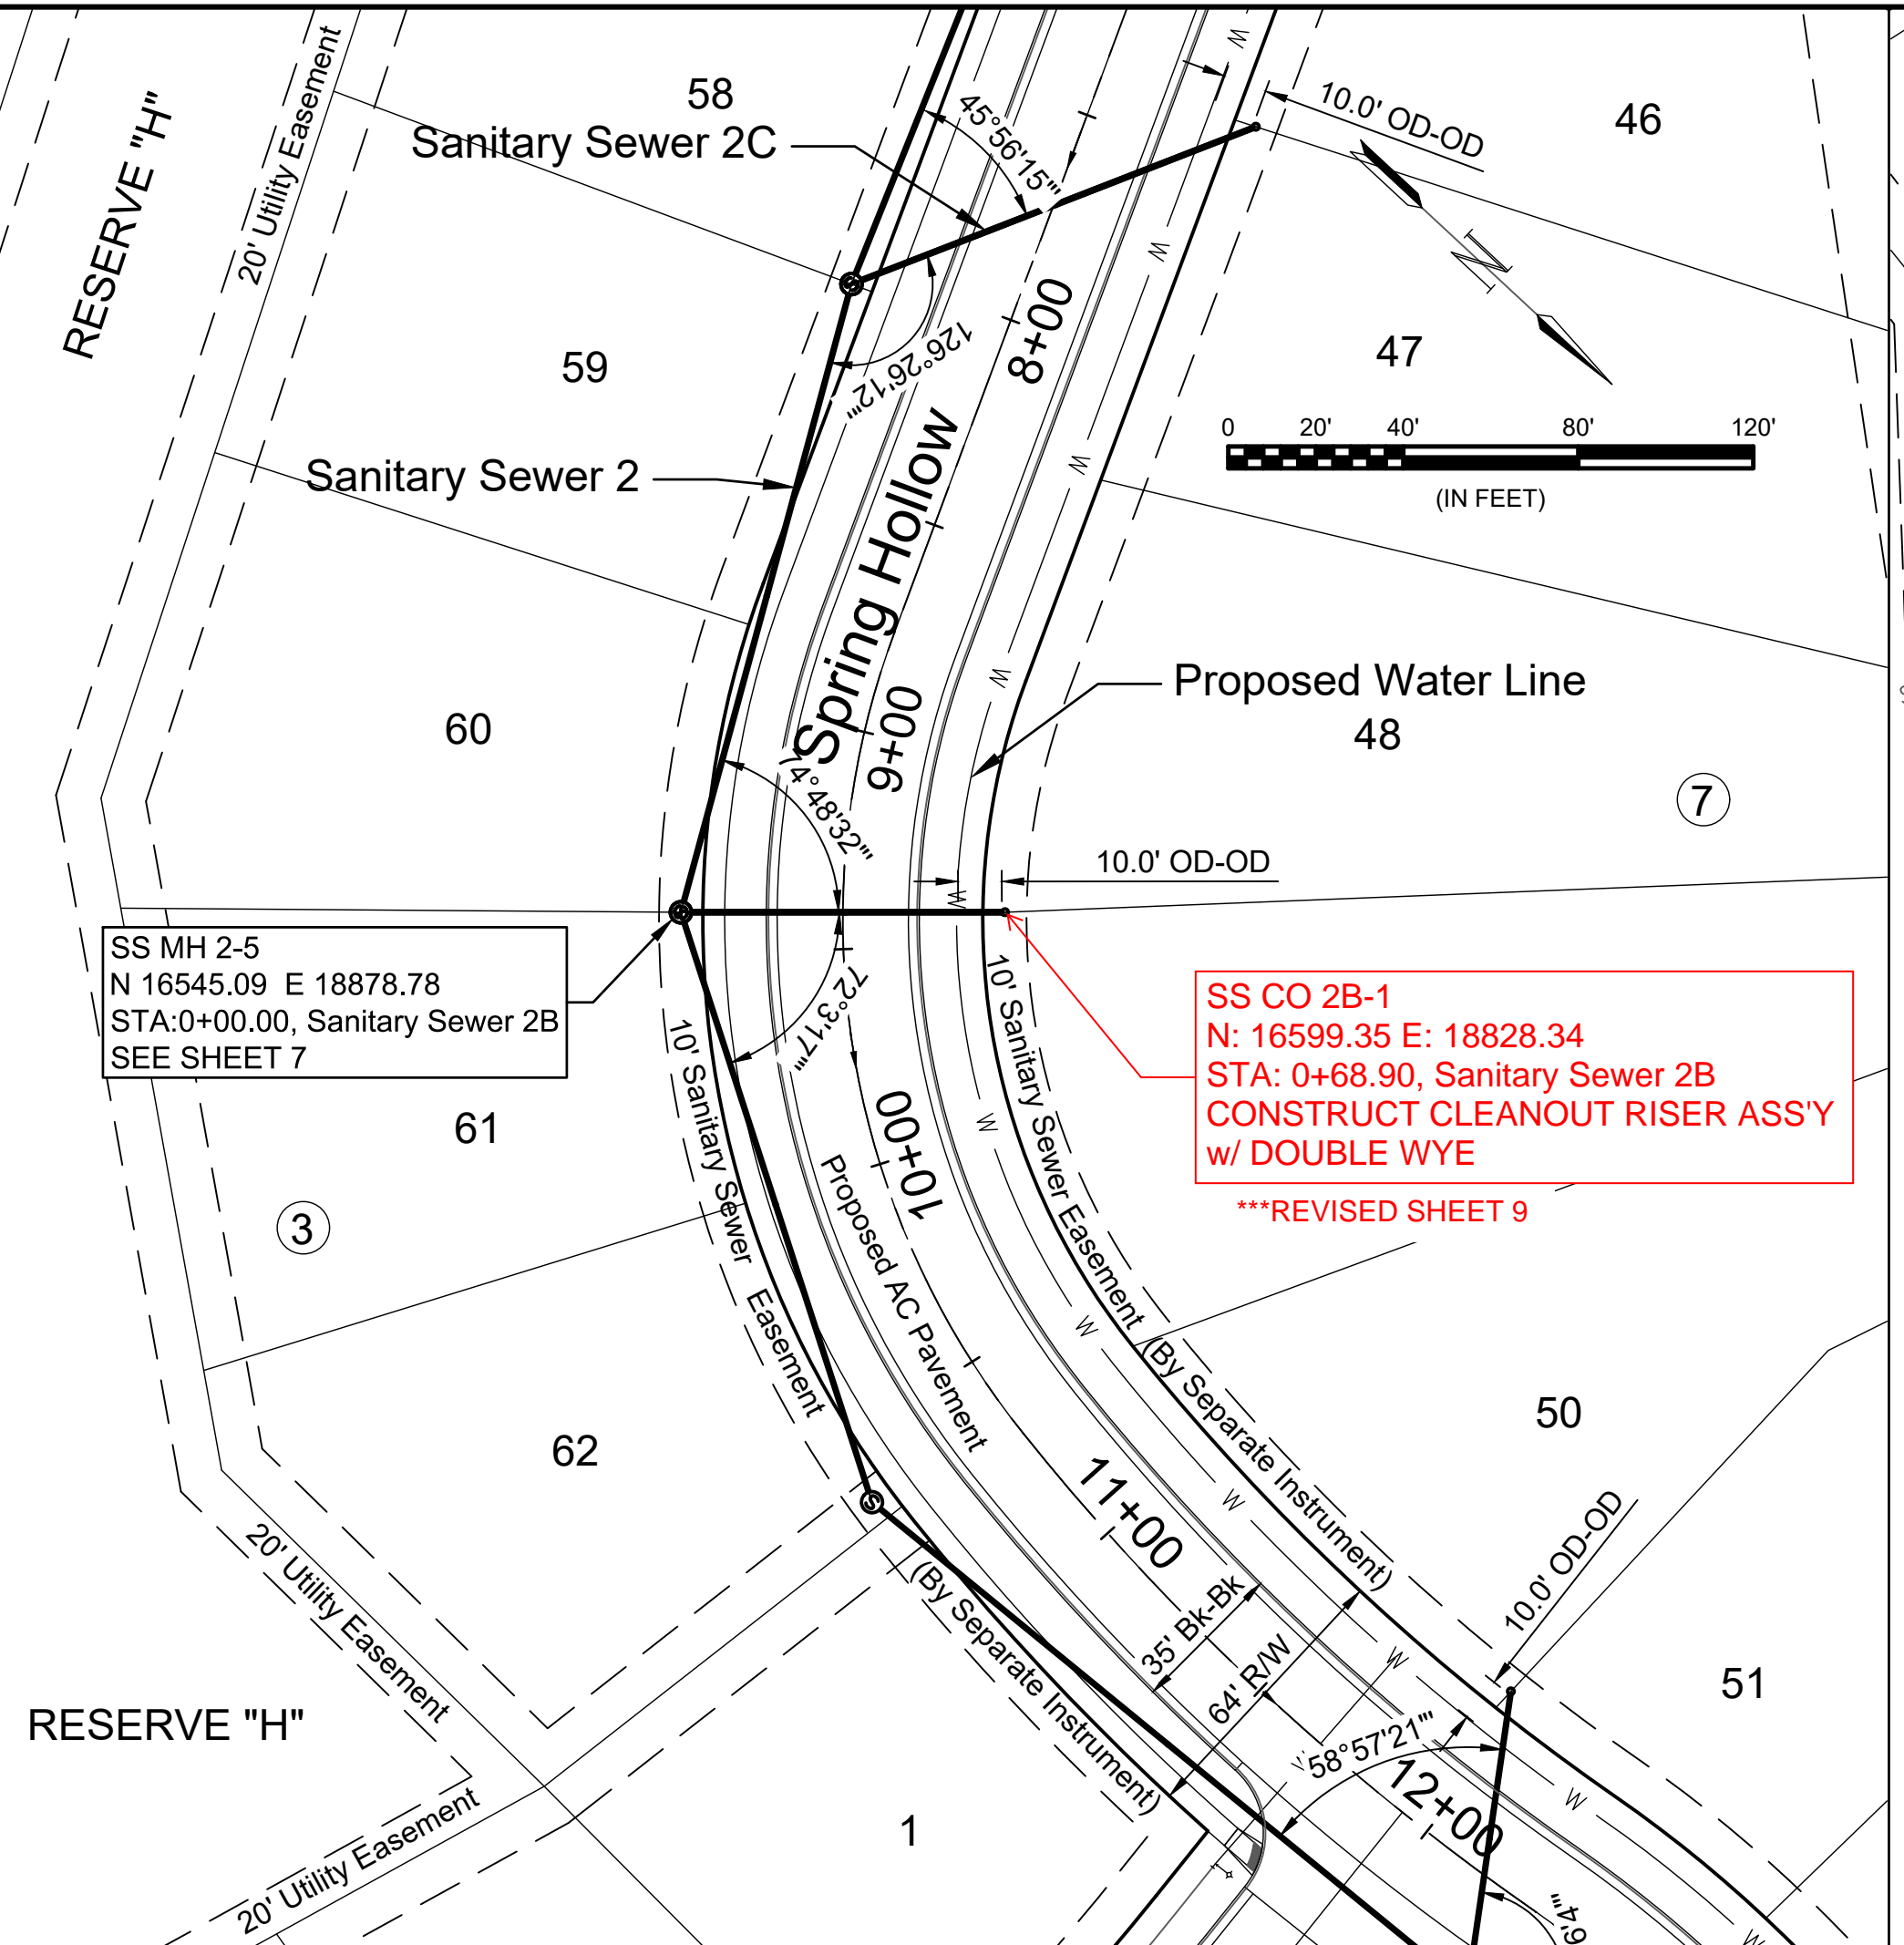 58
Sanitary Sewer 2C
45°56'15"'
10.0' OD-OD
46
RESERVE "H"
20' Utility Easement
W
W
N
59
126°26'12"'
8+00
47
0 20' 40' 80' 120'
(IN FEET)
Sanitary Sewer 2
W
Spring Hollow
W
Proposed Water Line
60
9+00
48
74°48'32"'
7
10.0' OD-OD
W
SS MH 2-5
N 16545.09 E 18878.78
STA:0+00.00, Sanitary Sewer 2B
SEE SHEET 7
72°3'17"'
SS CO 2B-1
N: 16599.35 E: 18828.34
STA: 0+68.90, Sanitary Sewer 2B
CONSTRUCT CLEANOUT RISER ASS'Y
w/ DOUBLE WYE
***REVISED SHEET 9
61
10' Sanitary Sewer Easement
(By Separate Instrument)
10+00
W
10' Sanitary Sewer Easement (By Separate Instrument)
3
Proposed AC Pavement
W
62
50
11+00
W
20' Utility Easement
10.0' OD-OD
35' Bk-Bk
64' R/W
W
51
RESERVE "H"
58°57'21"'
12+00
W
20' Utility Easement
1
6'4"'
W
S
S